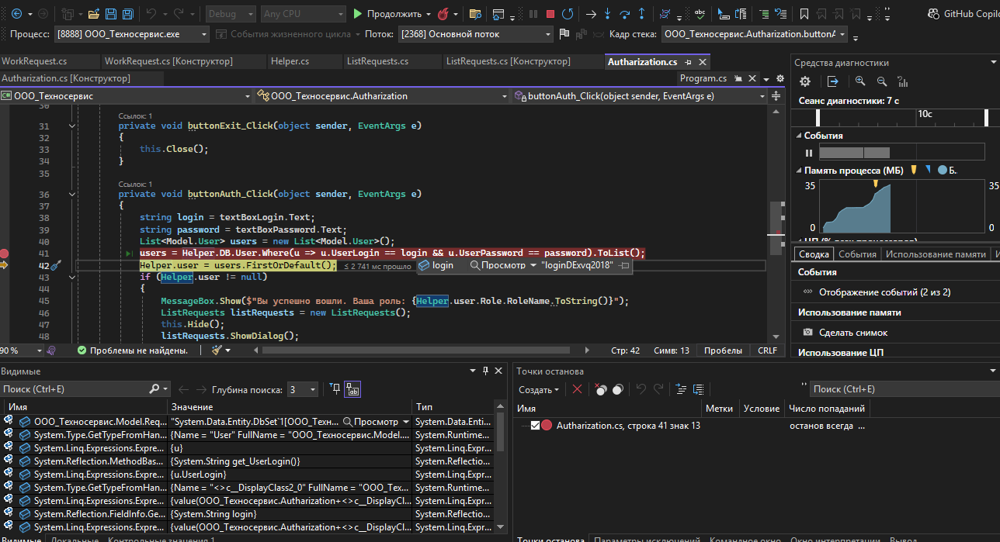 Debug Any CPU Продолжить GitHub Copilo
Процесс: [8888] ООО_Техносервис.exe События жизненного цикла Поток: [2368] Основной поток Кадр стека: ООО_Техносервис.Autharization.buttonA
WorkRequest.cs WorkRequest.cs [Конструктор] Helper.cs ListRequests.cs ListRequests.cs [Конструктор] Autharization.cs
Autharization.cs [Конструктор] Program.cs
C# ООО_Техносервис ООО_Техносервис.Autharization buttonAuth_Click(object sender, EventArgs e)
30
Ссылок: 1
31 private void buttonExit_Click(object sender, EventArgs e)
32 {
33 this.Close();
34 }
35
Ссылок: 1
36 private void buttonAuth_Click(object sender, EventArgs e)
37 {
38 string login = textBoxLogin.Text;
39 string password = textBoxPassword.Text;
40 List<Model.User> users = new List<Model.User>();
41 users = Helper.DB.User.Where(u => u.UserLogin == login && u.UserPassword == password).ToList();
42 Helper.user = users.FirstOrDefault(); ≤ 2 741 мс прошло login Просмотр "loginDExvq2018"
43 if (Helper.user != null)
44 {
45 MessageBox.Show($"Вы успешно вошли. Ваша роль: {Helper.user.Role.RoleName.ToString()}");
46 ListRequests listRequests = new ListRequests();
47 this.Hide();
48 listRequests.ShowDialog();
90 % Проблемы не найдены. Стр: 42 Симв: 13 Пробелы CRLF
Средства диагностики
Сеанс диагностики: 7 с
10с
События
Память процесса (МБ) Б..
35 35
0 0
Сводка События Использование памяти И
События
Отображение событий (2 из 2)
Использование памяти
Сделать снимок
Использование ЦП
Видимые
Поиск (Ctrl+E) Глубина поиска: 3
Имя Значение Тип
ООО_Техносервис.Model.Req... "System.Data.Entity.DbSet`1[ООО_Техн... Просмотр System.Data.Enti...
System.Type.GetTypeFromHan... {Name = "User" FullName = "ООО_Техносервис.Model.... System.Runtime...
System.Linq.Expressions.Expre... {u} System.Linq.Expr...
System.Reflection.MethodBas... {System.String get_UserLogin()} System.Reflectio...
System.Linq.Expressions.Expre... {u.UserLogin} System.Linq.Expr...
System.Type.GetTypeFromHan... {Name = "<>c__DisplayClass2_0" FullName = "ООО_Тех... System.Runtime...
System.Linq.Expressions.Expre... {value(ООО_Техносервис.Autharization+<>c__DisplayCl... System.Linq.Expr...
System.Reflection.FieldInfo.Ge... {System.String login} System.Reflectio...
System.Linq.Expressions.Expre... {value(ООО_Техносервис.Autharization+<>c__DisplayCl... System.Linq.Expr...
Видимые Локальные Контрольные значения 1
Точки останова
Создать Поиск (Ctrl+E)
Имя Метки Условие Число попаданий
Autharization.cs, строка 41 знак 13 останов всегда ...
Точки останова Параметры исключений Командное окно Окно интерпретации Вывод